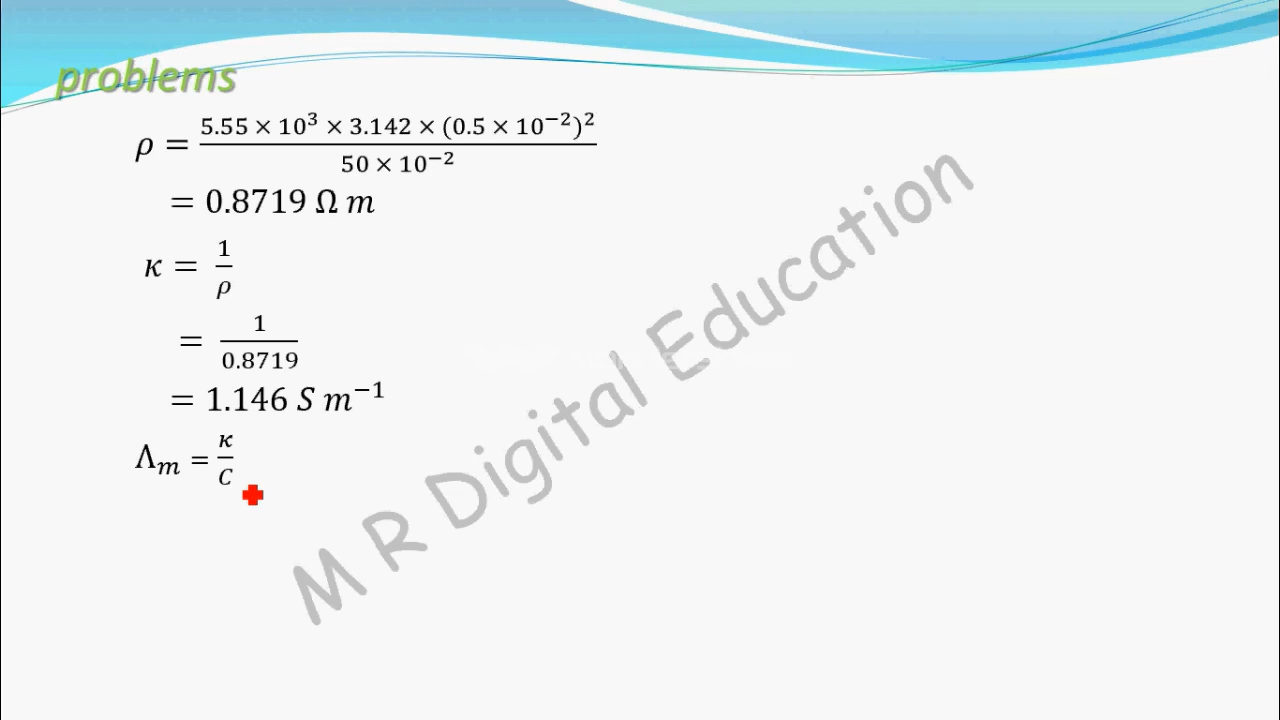 problems
ρ = 5.55 × 10³ × 3.142 × (0.5 × 10⁻²)² / 50 × 10⁻²
= 0.8719 Ω m
κ = 1/ρ
= 1/0.8719
= 1.146 S m⁻¹
Λₘ = κ/C
M R Digital Education